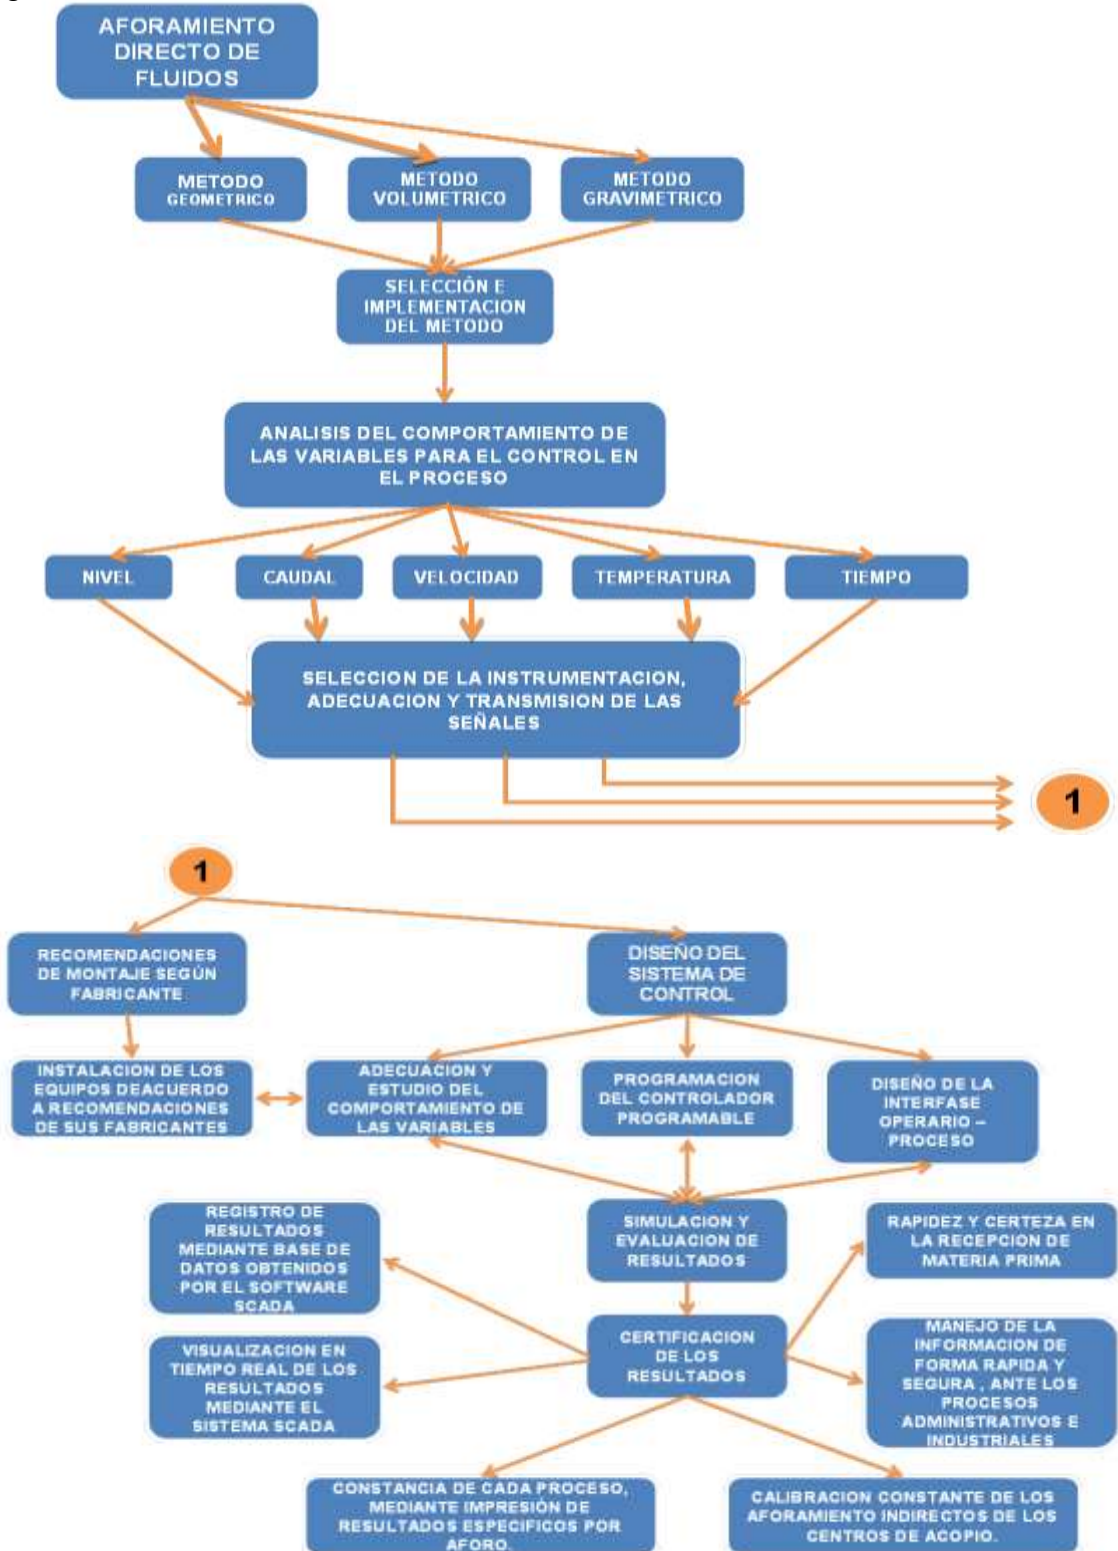 AFORAMIENTO
DIRECTO DE
FLUIDOS
METODO
GEOMETRICO
METODO
VOLUMETRICO
METODO
GRAVIMETRICO
SELECCIÓN E
IMPLEMENTACION
DEL METODO
ANALISIS DEL COMPORTAMIENTO DE
LAS VARIABLES PARA EL CONTROL EN
EL PROCESO
NIVEL
CAUDAL
VELOCIDAD
TEMPERATURA
TIEMPO
SELECCION DE LA INSTRUMENTACION,
ADECUACION Y TRANSMISION DE LAS
SEÑALES
1
1
RECOMENDACIONES
DE MONTAJE SEGÚN
FABRICANTE
DISEÑO DEL
SISTEMA DE
CONTROL
INSTALACION DE LOS
EQUIPOS DEACUERDO
A RECOMENDACIONES
DE SUS FABRICANTES
ADECUACION Y
ESTUDIO DEL
COMPORTAMIENTO DE
LAS VARIABLES
PROGRAMACION
DEL CONTROLADOR
PROGRAMABLE
DISEÑO DE LA
INTERFASE
OPERARIO –
PROCESO
REGISTRO DE
RESULTADOS
MEDIANTE BASE DE
DATOS OBTENIDOS
POR EL SOFTWARE
SCADA
SIMULACION Y
EVALUACION DE
RESULTADOS
RAPIDEZ Y CERTEZA EN
LA RECEPCION DE
MATERIA PRIMA
VISUALIZACION EN
TIEMPO REAL DE LOS
RESULTADOS
MEDIANTE EL
SISTEMA SCADA
CERTIFICACION
DE LOS
RESULTADOS
MANEJO DE LA
INFORMACION DE
FORMA RAPIDA Y
SEGURA , ANTE LOS
PROCESOS
ADMINISTRATIVOS E
INDUSTRIALES
CONSTANCIA DE CADA PROCESO,
MEDIANTE IMPRESIÓN DE
RESULTADOS ESPECIFICOS POR
AFORO.
CALIBRACION CONSTANTE DE LOS
AFORAMIENTO INDIRECTOS DE LOS
CENTROS DE ACOPIO.